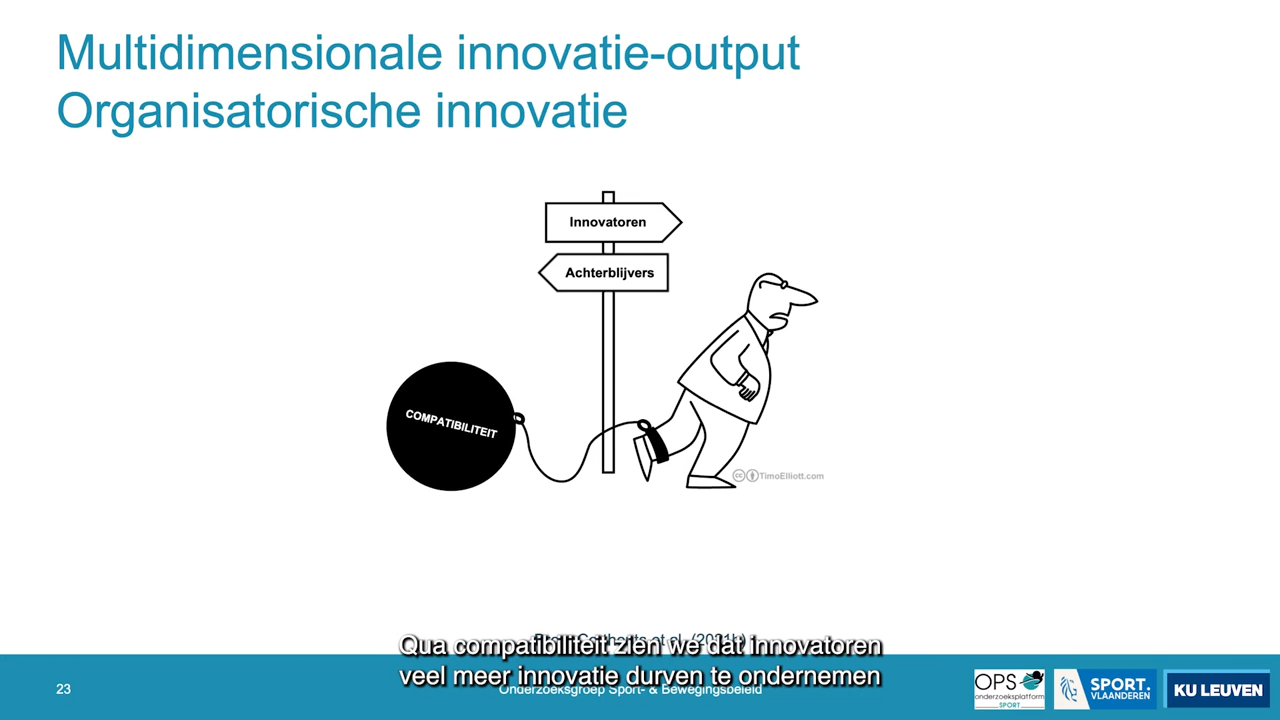 Multidimensionale innovatie-output
Organisatorische innovatie
Innovatoren
Achterblijvers
COMPATIBILITEIT
TimoElliott.com
Qua compatibiliteit zien we dat innovatoren
veel meer innovatie durven te ondernemen
23
Onderzoeksgroep Sport- & Bewegingsbeleid
OPS
onderzoeksplatform
SPORT
SPORT.
VLAANDEREN
KU LEUVEN